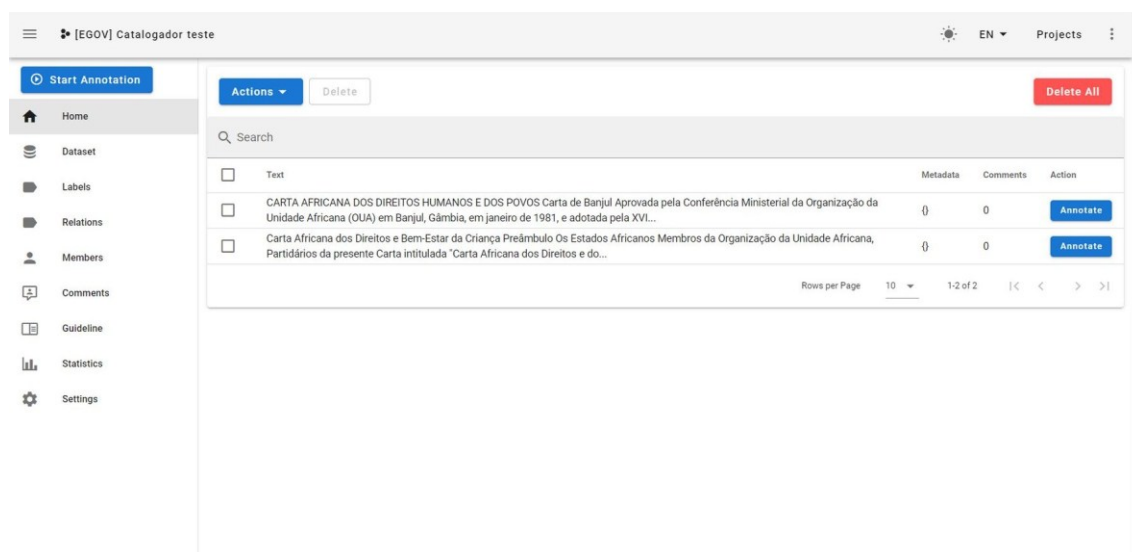 [EGOV] Catalogador teste
EN
Projects
Start Annotation
Home
Dataset
Labels
Relations
Members
Comments
Guideline
Statistics
Settings
Actions
Delete
Delete All
Search
Text Metadata Comments Action
CARTA AFRICANA DOS DIREITOS HUMANOS E DOS POVOS Carta de Banjul Aprovada pela Conferência Ministerial da Organização da
Unidade Africana (OUA) em Banjul, Gâmbia, em janeiro de 1981, e adotada pela XVI...
{} 0 Annotate
Carta Africana dos Direitos e Bem-Estar da Criança Preâmbulo Os Estados Africanos Membros da Organização da Unidade Africana,
Partidários da presente Carta intitulada "Carta Africana dos Direitos e do...
{} 0 Annotate
Rows per Page 10 1-2 of 2